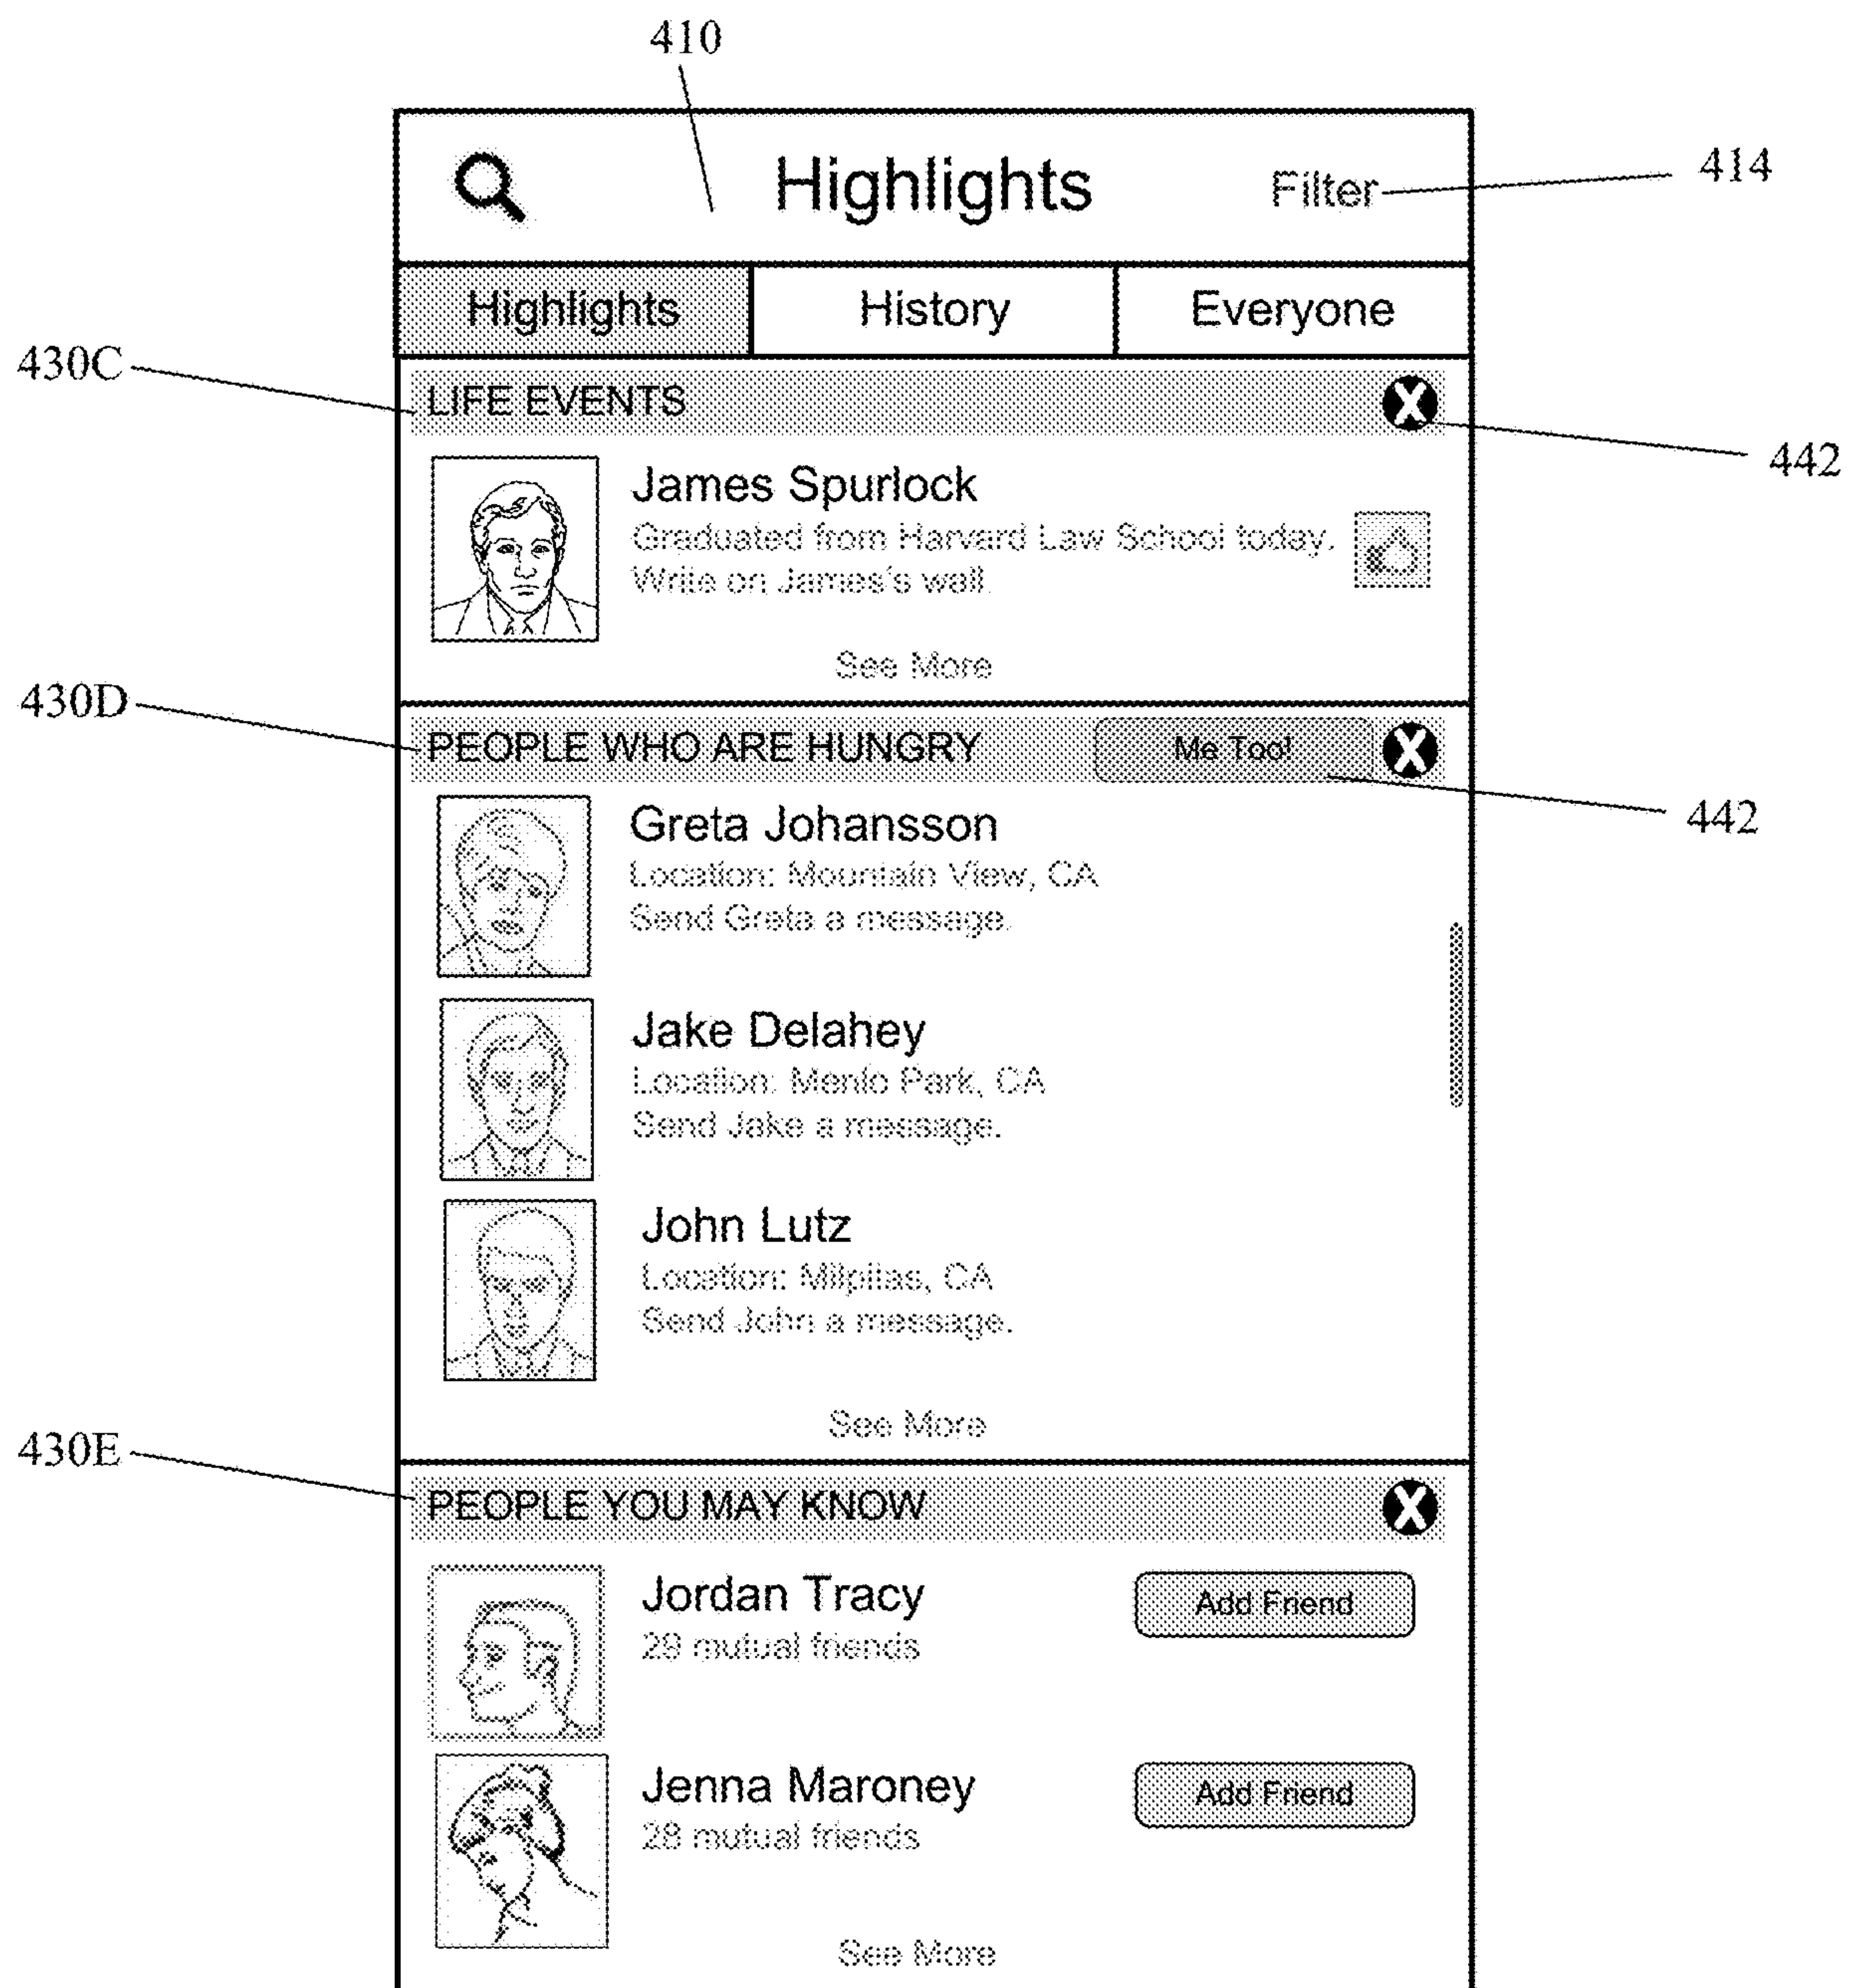 410
Highlights
Filter
414
Highlights
History
Everyone
430C
LIFE EVENTS
X
442
James Spurlock
Graduated from Harvard Law School today.
Write on James's wall.
See More
430D
PEOPLE WHO ARE HUNGRY
Me Too!
X
442
Greta Johansson
Location: Mountain View, CA
Send Greta a message.
Jake Delahey
Location: Menlo Park, CA
Send Jake a message.
John Lutz
Location: Milpitas, CA
Send John a message.
See More
430E
PEOPLE YOU MAY KNOW
X
Jordan Tracy
Add Friend
29 mutual friends
Jenna Maroney
Add Friend
28 mutual friends
See More